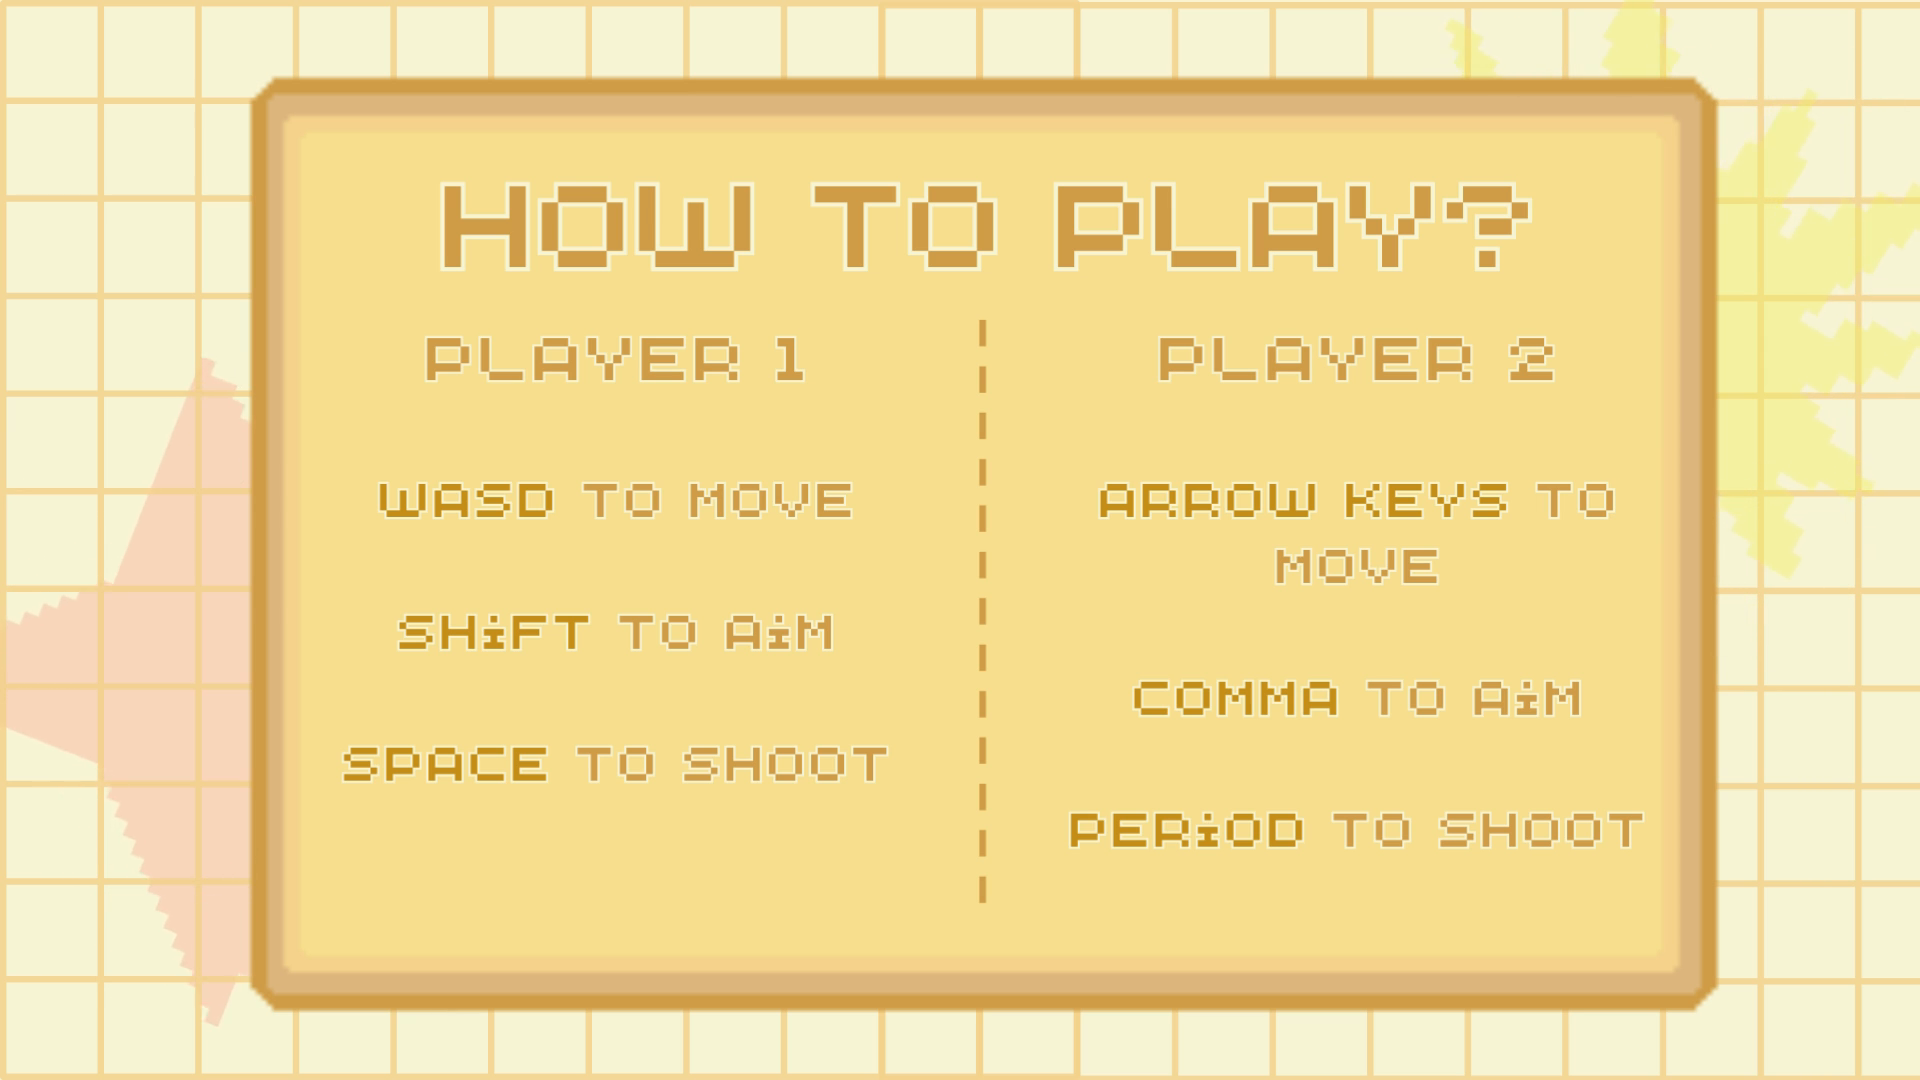 HOW TO PLAY?
PLAYER 1
WASD TO MOVE
SHiFT TO AiM
SPACE TO SHOOT
PLAYER 2
ARROW KEYS TO
MOVE
COMMA TO AiM
PERiOD TO SHOOT